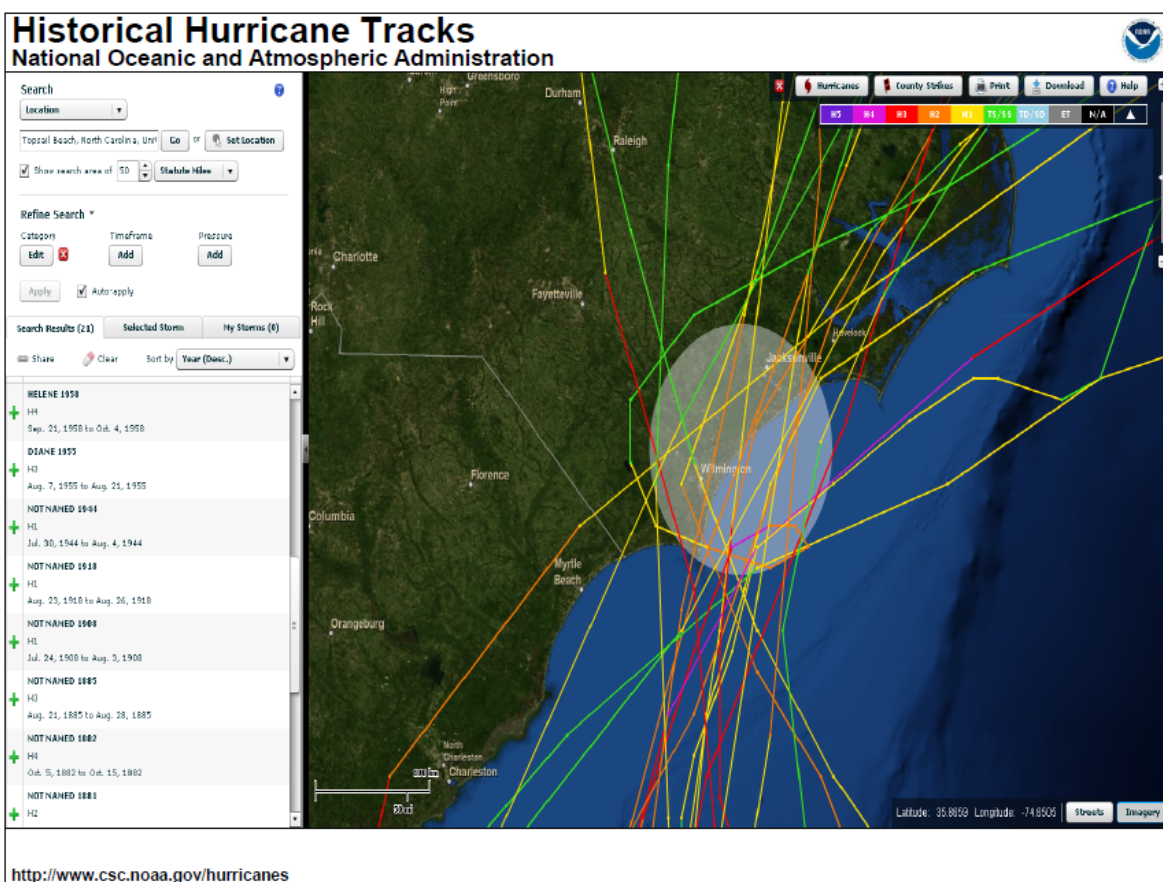 Historical Hurricane Tracks
National Oceanic and Atmospheric Administration
NOAA
Search
Location
Topsail Beach, North Carolina, Uni
Go or Set Location
Show search area of 50 Statute Miles
Refine Search
Category Timeframe Pressure
Edit Add Add
Apply Auto-apply
Search Results (21) Selected Storm My Storms (0)
Share Clear Sort by Year (Desc.)
HELENE 1958
H4
Sep. 21, 1958 to Oct. 4, 1958
DIANE 1955
H3
Aug. 7, 1955 to Aug. 21, 1955
NOT NAMED 1944
H1
Jul. 30, 1944 to Aug. 4, 1944
NOT NAMED 1918
H1
Aug. 23, 1918 to Aug. 26, 1918
NOT NAMED 1908
H1
Jul. 24, 1908 to Aug. 3, 1908
NOT NAMED 1885
H3
Aug. 21, 1885 to Aug. 28, 1885
NOT NAMED 1882
H4
Oct. 5, 1882 to Oct. 15, 1882
NOT NAMED 1881
H2
Hurricanes County Strikes Print Download Help
H5 H4 H3 H2 H1 TS/SS TD/SD ET N/A
Greensboro
High
Point
Durham
Raleigh
Charlotte
Rock
Hill
Fayetteville
Havelock
Jacksonville
Wilmington
Florence
Columbia
Myrtle
Beach
Orangeburg
North
Charleston
Charleston
Latitude: 35.8659 Longitude: -74.6505 Streets Imagery
http://www.csc.noaa.gov/hurricanes